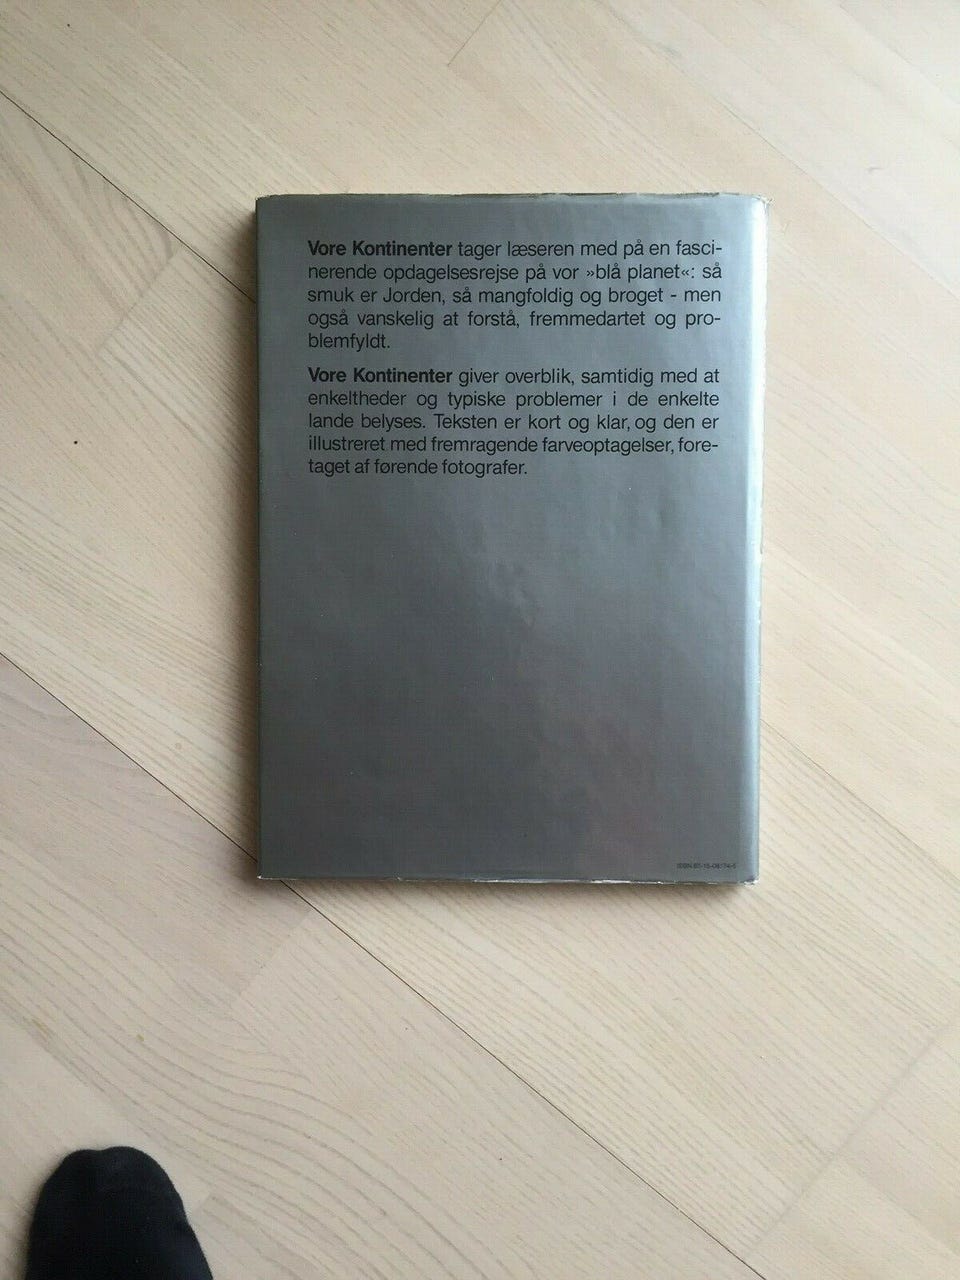 Vore Kontinenter tager læseren med på en fasci-
nerende opdagelsesrejse på vor »blå planet«: så
smuk er Jorden, så mangfoldig og broget - men
også vanskelig at forstå, fremmedartet og pro-
blemfyldt.
Vore Kontinenter giver overblik, samtidig med at
enkeltheder og typiske problemer i de enkelte
lande belyses. Teksten er kort og klar, og den er
illustreret med fremragende farveoptagelser, fore-
taget af førende fotografer.
ISBN